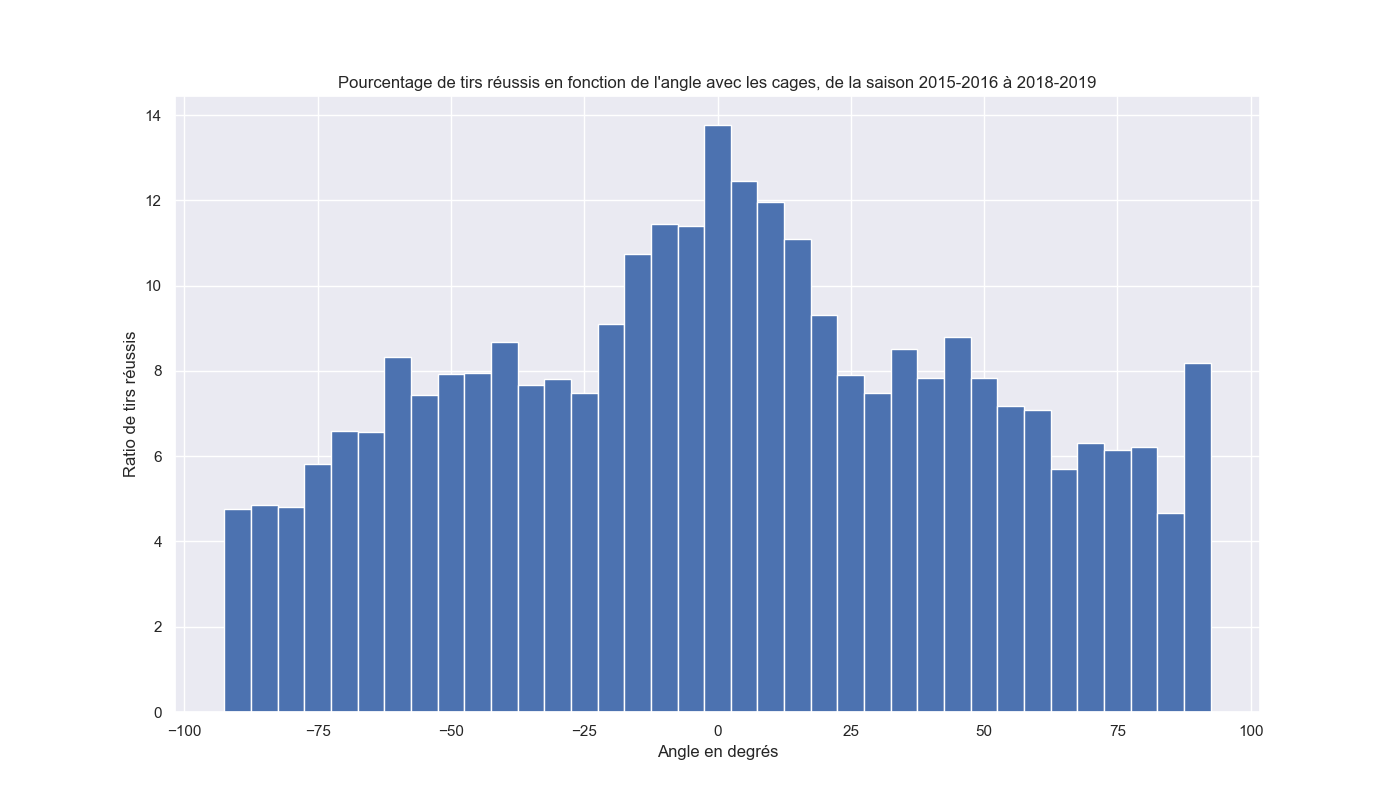 Pourcentage de tirs réussis en fonction de l'angle avec les cages, de la saison 2015-2016 à 2018-2019
14
12
10
8
6
4
2
0
Ratio de tirs réussis
−100 −75 −50 −25 0 25 50 75 100
Angle en degrés